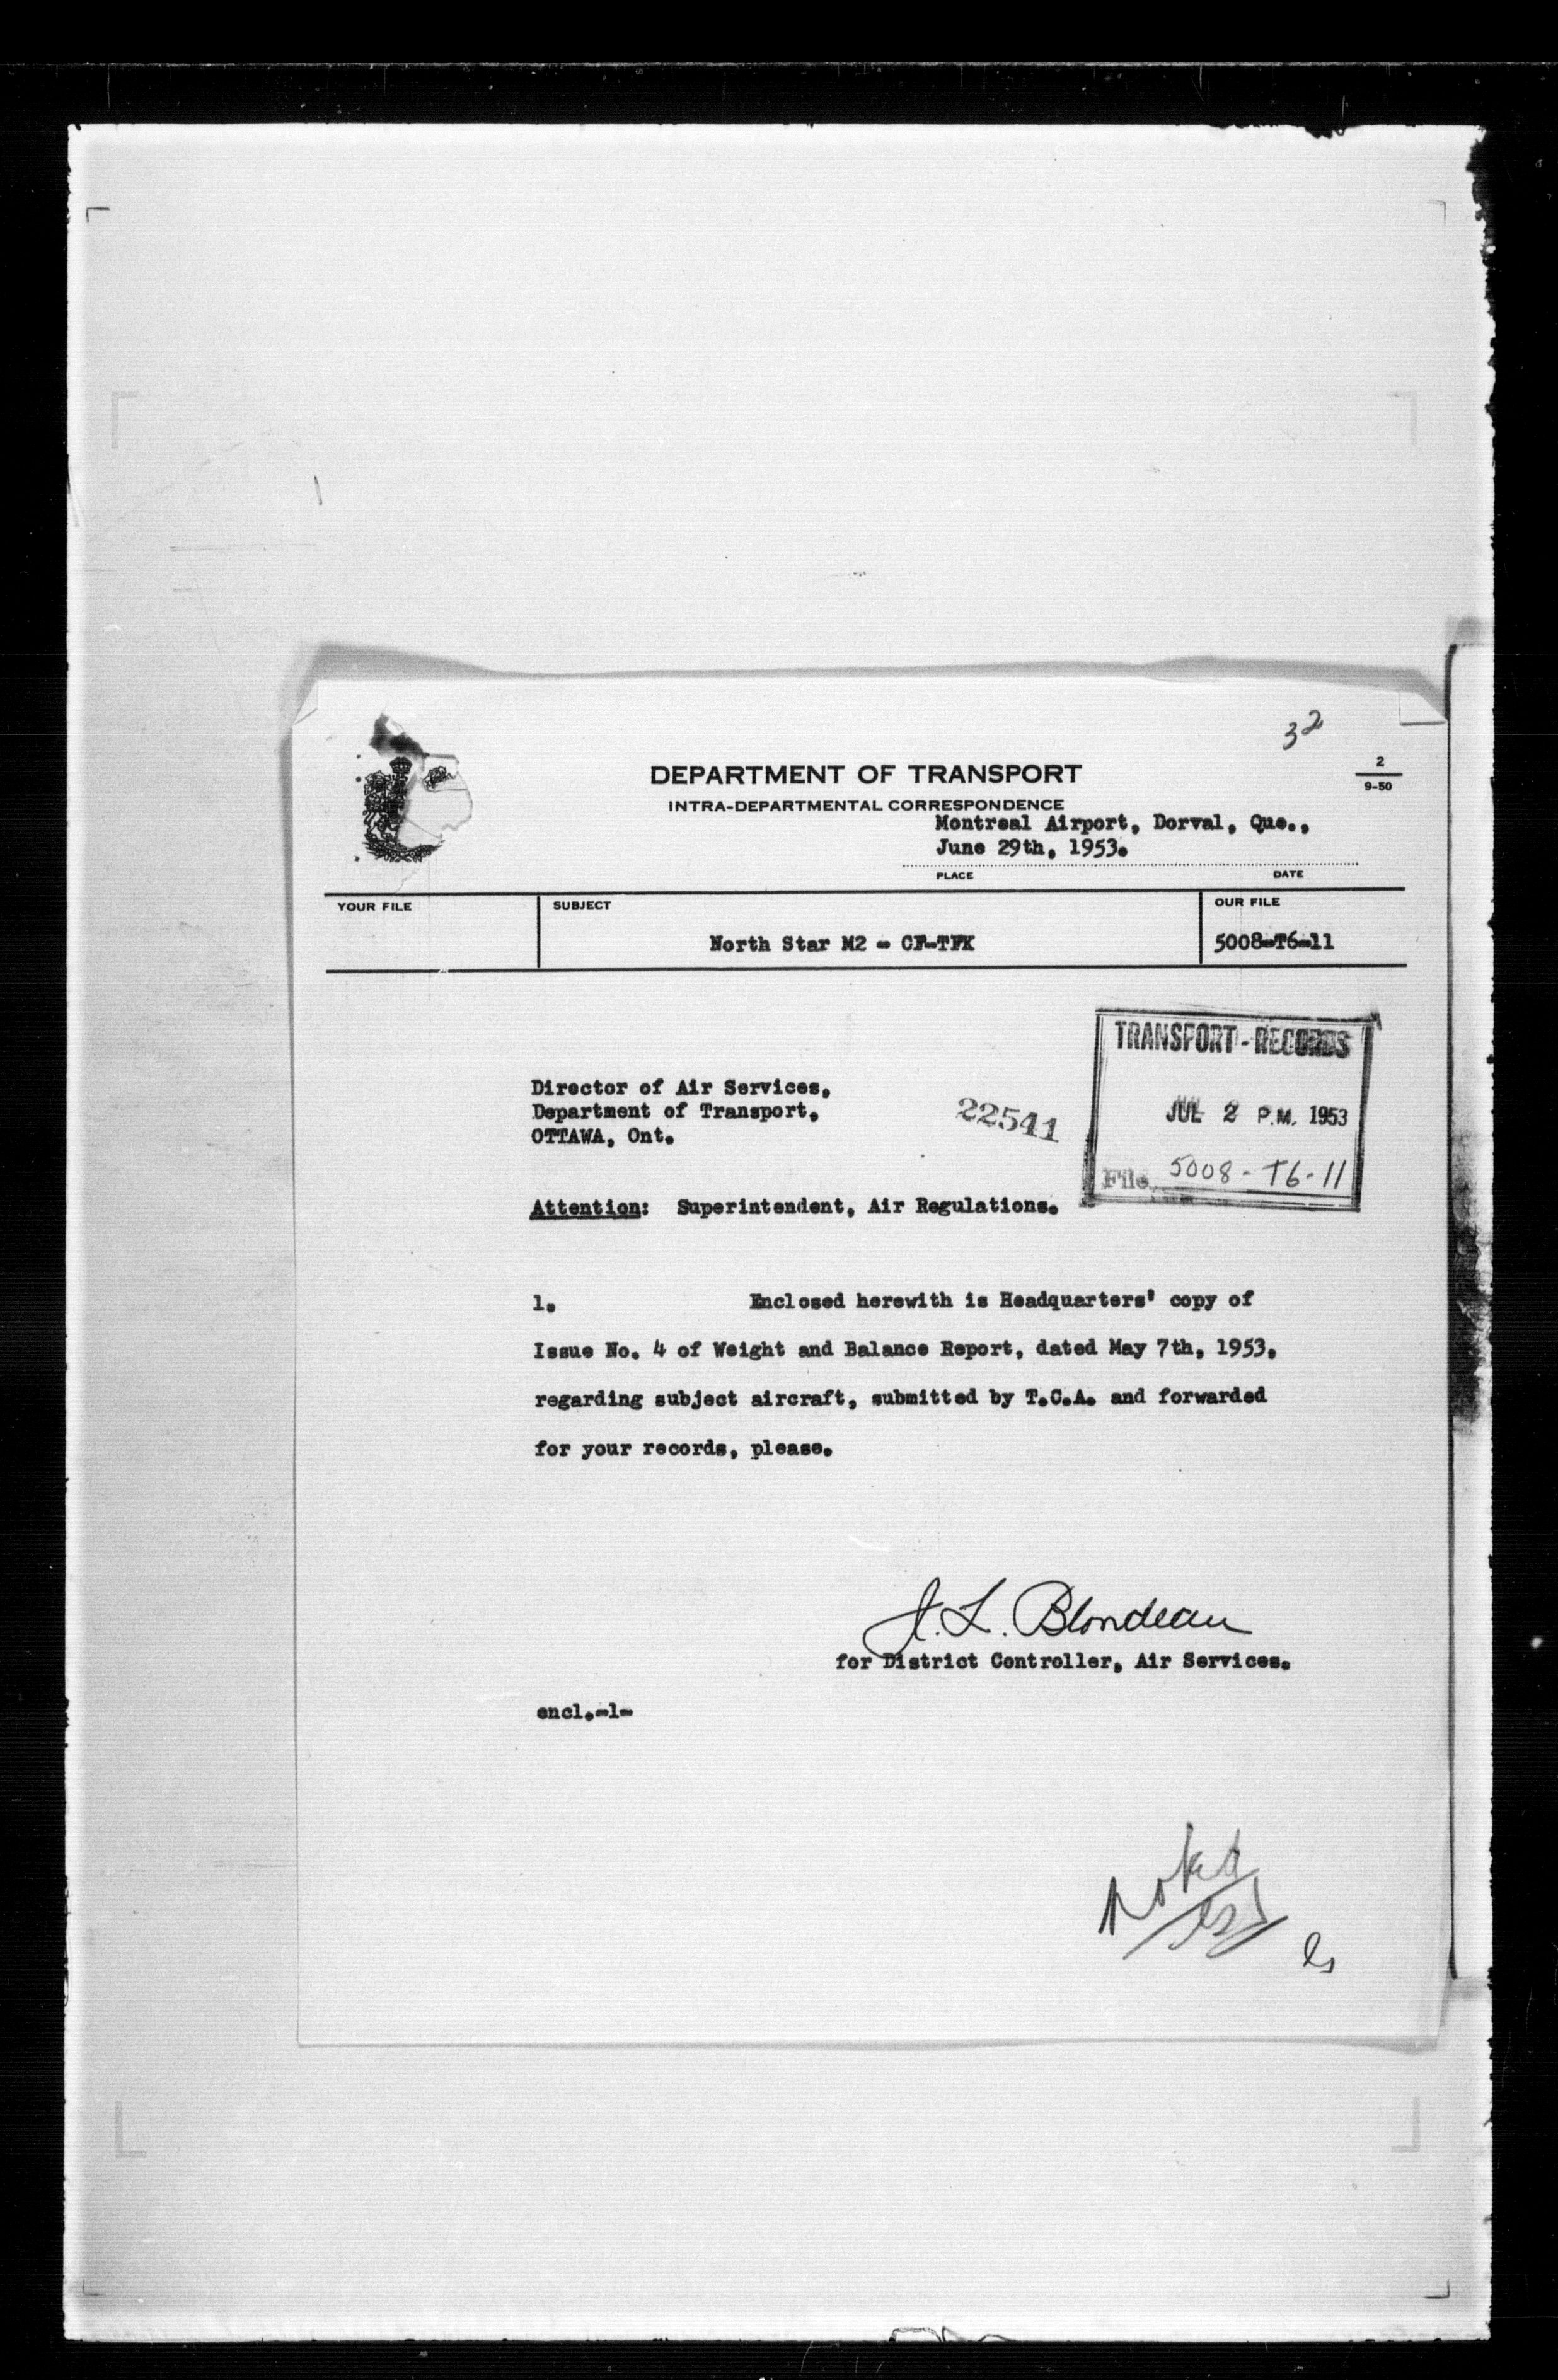 32
DEPARTMENT OF TRANSPORT
2
9-50
INTRA-DEPARTMENTAL CORRESPONDENCE
Montreal Airport, Dorval, Que.,
June 29th, 1953.
PLACE DATE
YOUR FILE SUBJECT OUR FILE
North Star M2 - CF-TFK 5008-T6-11
TRANSPORT - RECORDS
JUL 2 P.M. 1953
File 5008-T6-11
Director of Air Services,
Department of Transport,
OTTAWA, Ont.
22541
Attention: Superintendent, Air Regulations.
1. Enclosed herewith is Headquarters' copy of
Issue No. 4 of Weight and Balance Report, dated May 7th, 1953,
regarding subject aircraft, submitted by T.C.A. and forwarded
for your records, please.
J. L. Blondeau
for District Controller, Air Services.
encl.-1-
Noted